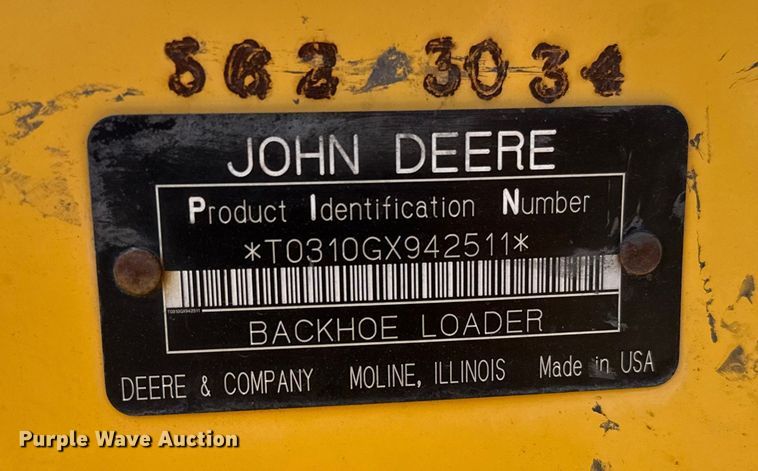 3034
JOHN DEERE
Product Identification Number
*T0310GX942511*
T0310GX942511
BACKHOE LOADER
DEERE & COMPANY MOLINE, ILLINOIS Made in USA
Purple Wave Auction